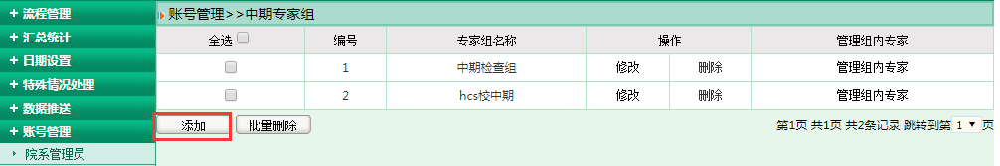 流程管理
汇总统计
日期设置
特殊情况处理
数据推送
账号管理
院系管理员
账号管理>>中期专家组
全选 编号 专家组名称 操作 管理组内专家
1 中期检查组 修改 删除 管理组内专家
2 hcs校中期 修改 删除 管理组内专家
添加 批量删除 第1页 共1页 共2条记录 跳转到第 1 页